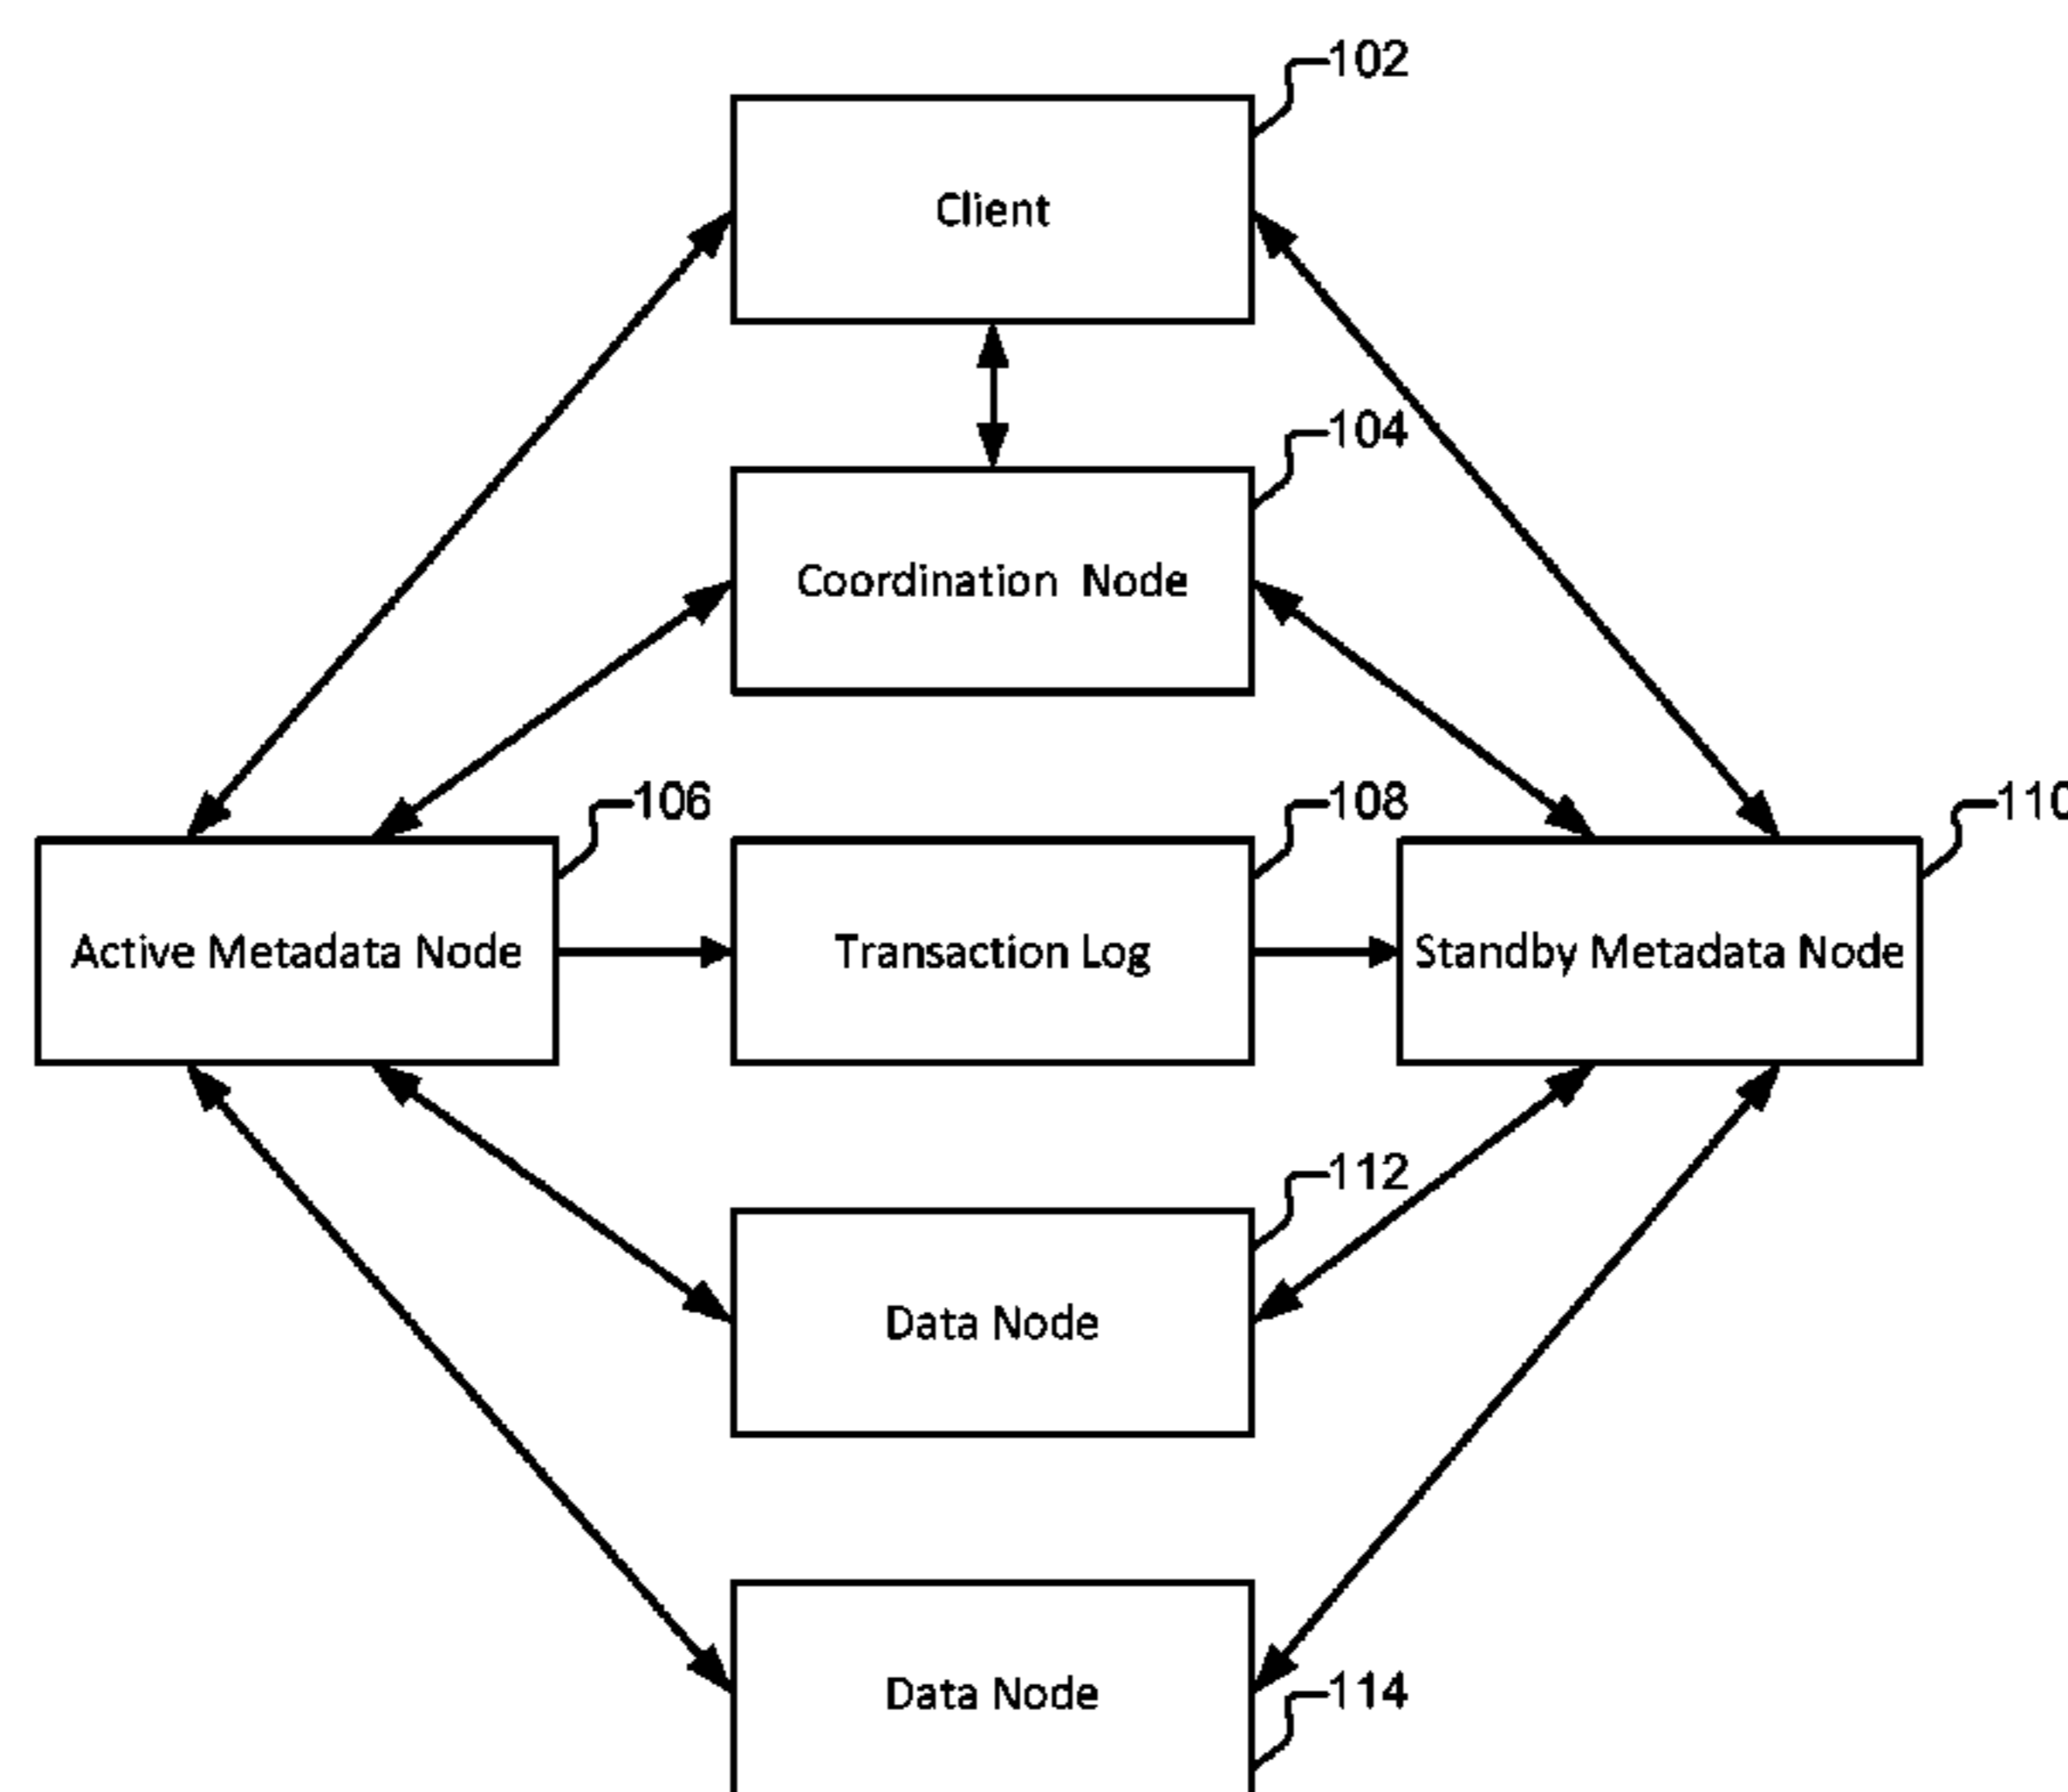 102
Client
104
Coordination Node
106
108
110
Active Metadata Node
Transaction Log
Standby Metadata Node
112
Data Node
Data Node
114